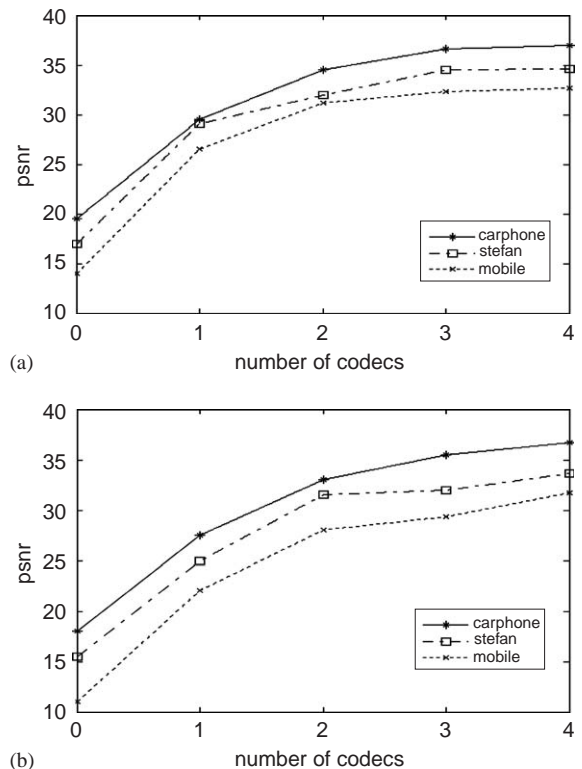 40
35
30
25
20
15
10
psnr
0 1 2 3 4
number of codecs
carphone
stefan
mobile
(a)
40
35
30
25
20
15
10
psnr
0 1 2 3 4
number of codecs
carphone
stefan
mobile
(b)